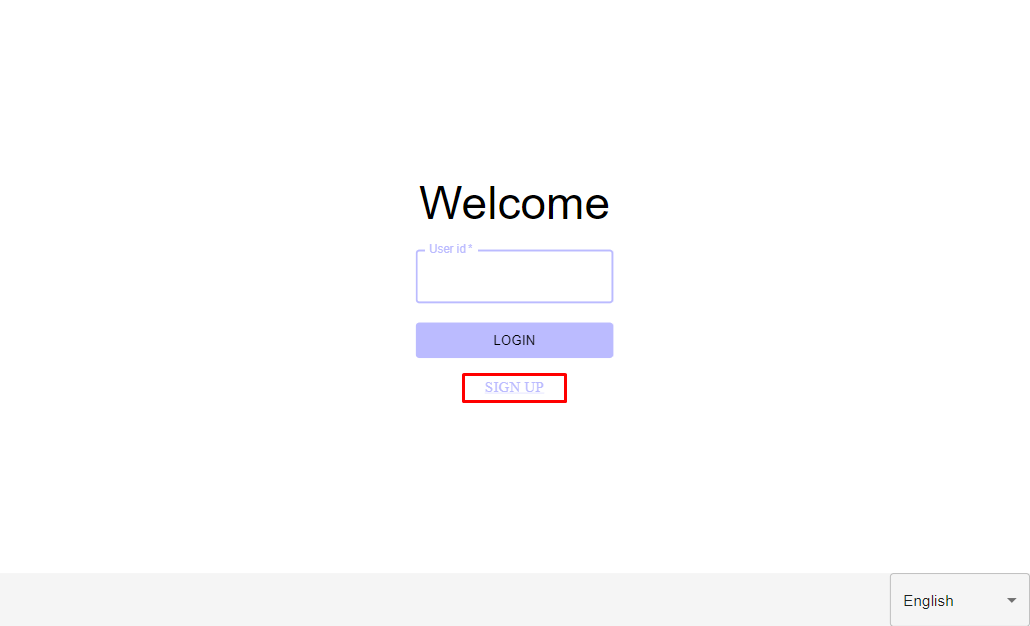 Welcome
User id *
LOGIN
SIGN UP
English